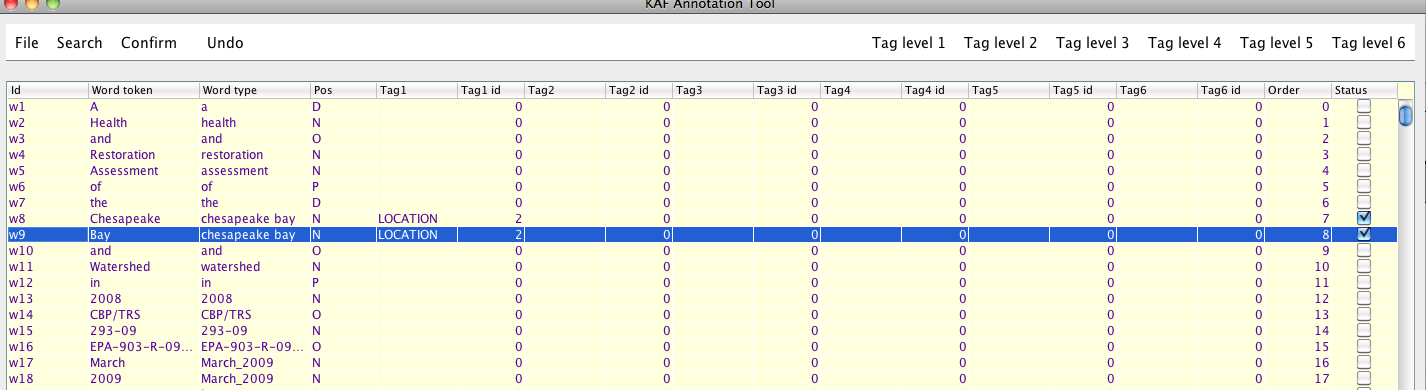 KAF Annotation Tool
File Search Confirm Undo Tag level 1 Tag level 2 Tag level 3 Tag level 4 Tag level 5 Tag level 6
Id Word token Word type Pos Tag1 Tag1 id Tag2 Tag2 id Tag3 Tag3 id Tag4 Tag4 id Tag5 Tag5 id Tag6 Tag6 id Order Status
w1 A a D 0 0 0 0 0 0 0
w2 Health health N 0 0 0 0 0 0 1
w3 and and O 0 0 0 0 0 0 2
w4 Restoration restoration N 0 0 0 0 0 0 3
w5 Assessment assessment N 0 0 0 0 0 0 4
w6 of of P 0 0 0 0 0 0 5
w7 the the D 0 0 0 0 0 0 6
w8 Chesapeake chesapeake bay N LOCATION 2 0 0 0 0 0 7
w9 Bay chesapeake bay N LOCATION 2 0 0 0 0 0 8
w10 and and O 0 0 0 0 0 0 9
w11 Watershed watershed N 0 0 0 0 0 0 10
w12 in in P 0 0 0 0 0 0 11
w13 2008 2008 N 0 0 0 0 0 0 12
w14 CBP/TRS CBP/TRS O 0 0 0 0 0 0 13
w15 293-09 293-09 N 0 0 0 0 0 0 14
w16 EPA-903-R-09... EPA-903-R-09... O 0 0 0 0 0 0 15
w17 March March_2009 N 0 0 0 0 0 0 16
w18 2009 March_2009 N 0 0 0 0 0 0 17